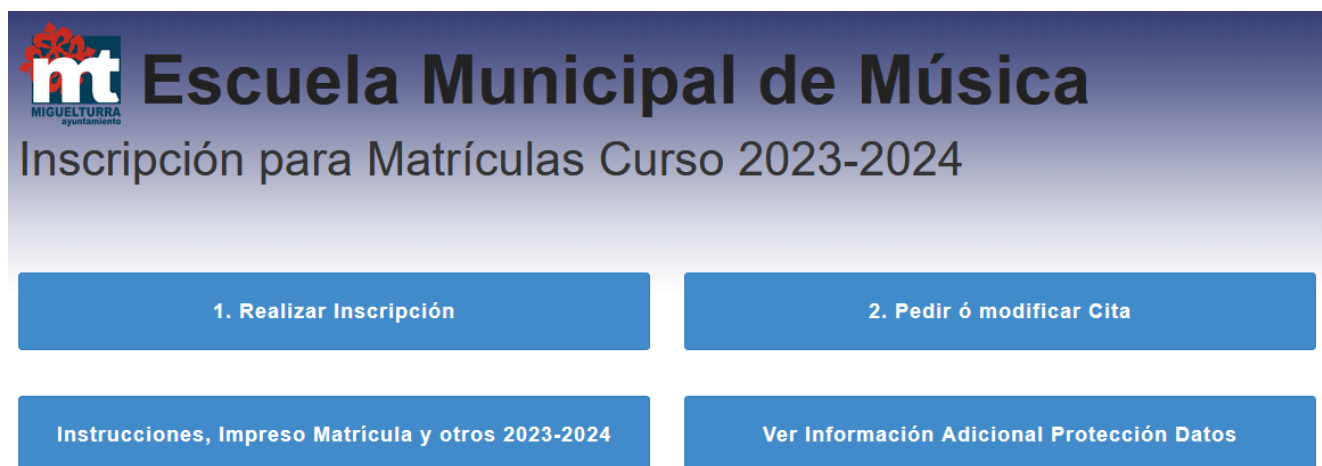 mt
MIGUELTURRA
ayuntamiento
Escuela Municipal de Música
Inscripción para Matrículas Curso 2023-2024
1. Realizar Inscripción
2. Pedir ó modificar Cita
Instrucciones, Impreso Matrícula y otros 2023-2024
Ver Información Adicional Protección Datos